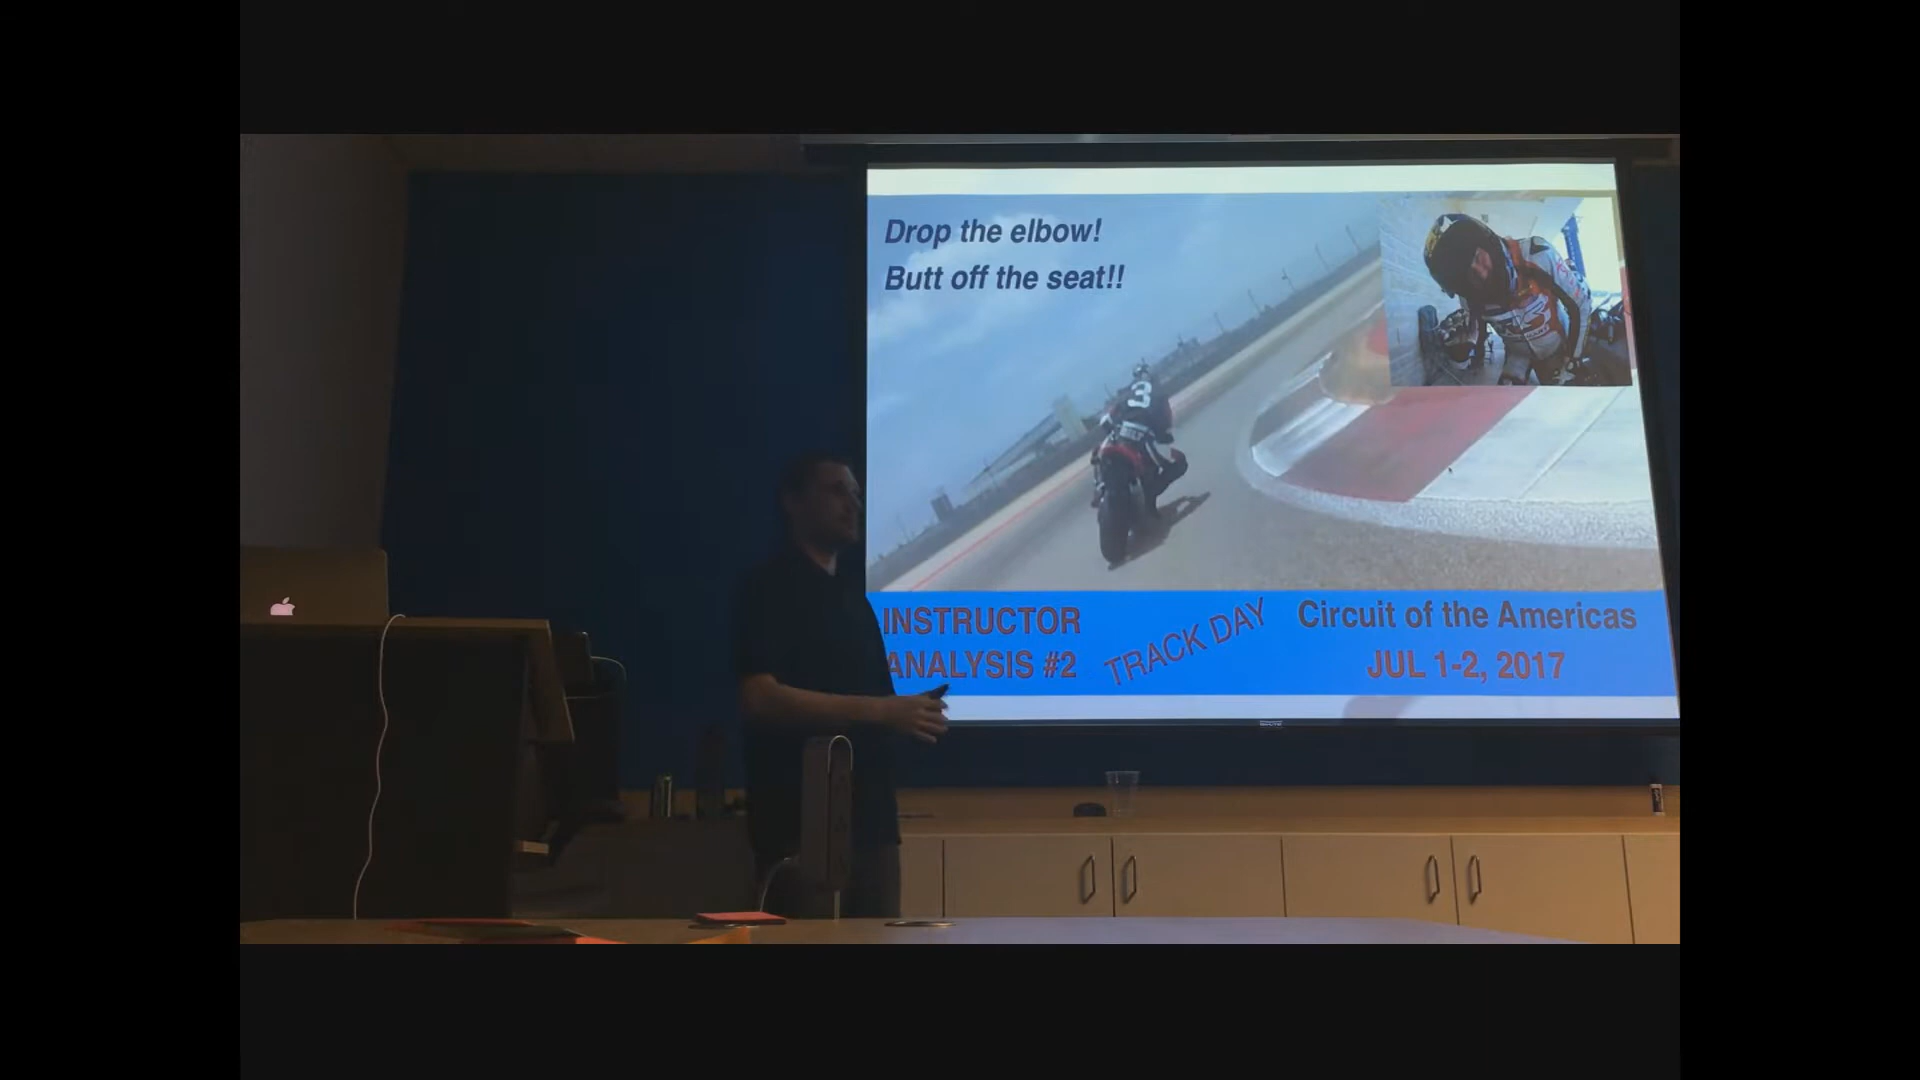 Drop the elbow!
Butt off the seat!!
3
INSTRUCTOR
ANALYSIS #2
TRACK DAY
Circuit of the Americas
JUL 1-2, 2017